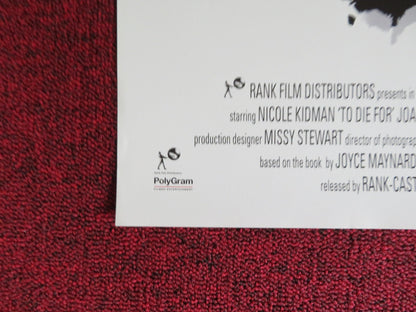 RANK FILM DISTRIBUTORS presents in
starring NICOLE KIDMAN 'TO DIE FOR' JOA
production designer MISSY STEWART director of photograp
based on the book by JOYCE MAYNARD
released by RANK-CAST
PolyGram